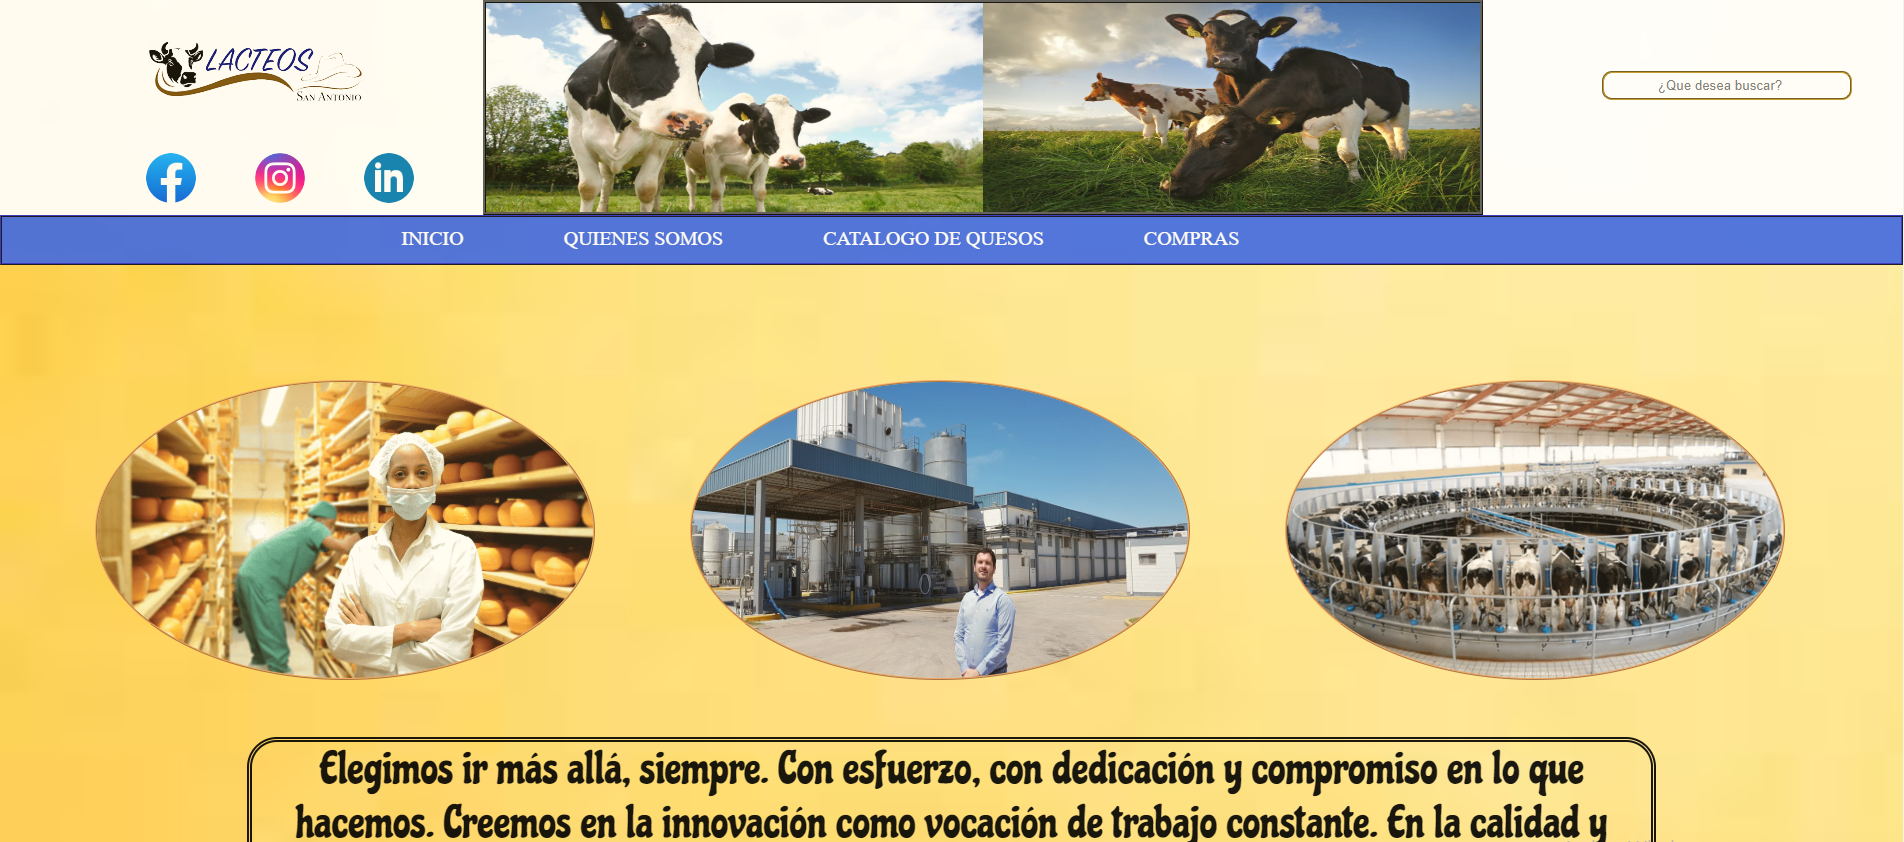 LACTEOS
SAN ANTONIO
¿Que desea buscar?
INICIO QUIENES SOMOS CATALOGO DE QUESOS COMPRAS
Elegimos ir más allá, siempre. Con esfuerzo, con dedicación y compromiso en lo que
hacemos. Creemos en la innovación como vocación de trabajo constante. En la calidad y